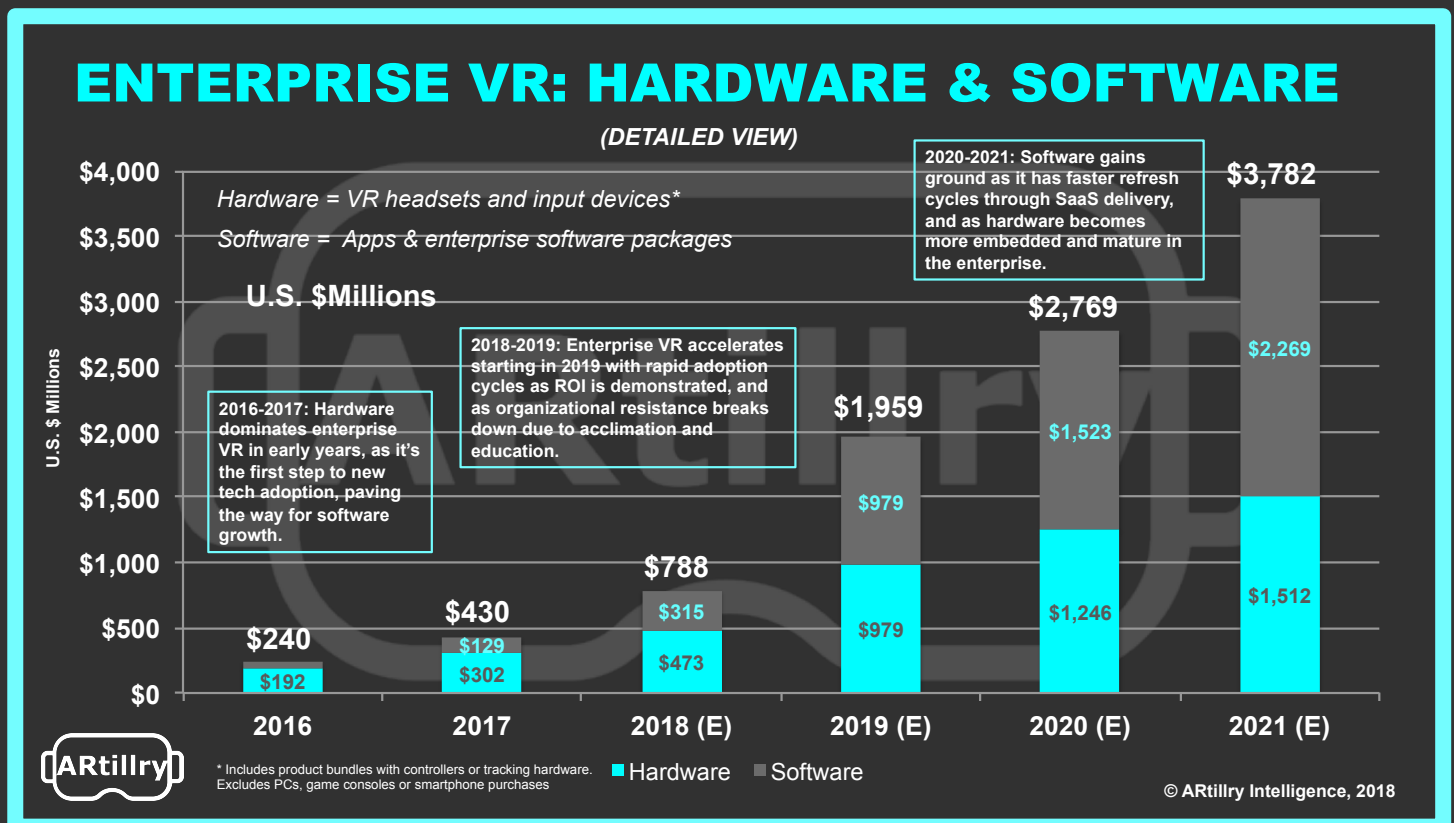 ENTERPRISE VR: HARDWARE & SOFTWARE
(DETAILED VIEW)
Hardware = VR headsets and input devices*
Software = Apps & enterprise software packages
U.S. $Millions
U.S. $ Millions
$4,000
$3,500
$3,000
$2,500
$2,000
$1,500
$1,000
$500
$0
2016-2017: Hardware
dominates enterprise
VR in early years, as it’s
the first step to new
tech adoption, paving
the way for software
growth.
2018-2019: Enterprise VR accelerates
starting in 2019 with rapid adoption
cycles as ROI is demonstrated, and
as organizational resistance breaks
down due to acclimation and
education.
2020-2021: Software gains
ground as it has faster refresh
cycles through SaaS delivery,
and as hardware becomes
more embedded and mature in
the enterprise.
$240
$192
$430
$129
$302
$788
$315
$473
$1,959
$979
$979
$2,769
$1,523
$1,246
$3,782
$2,269
$1,512
2016
2017
2018 (E)
2019 (E)
2020 (E)
2021 (E)
ARtillry
ARtillry
* Includes product bundles with controllers or tracking hardware.
Excludes PCs, game consoles or smartphone purchases
Hardware
Software
© ARtillry Intelligence, 2018